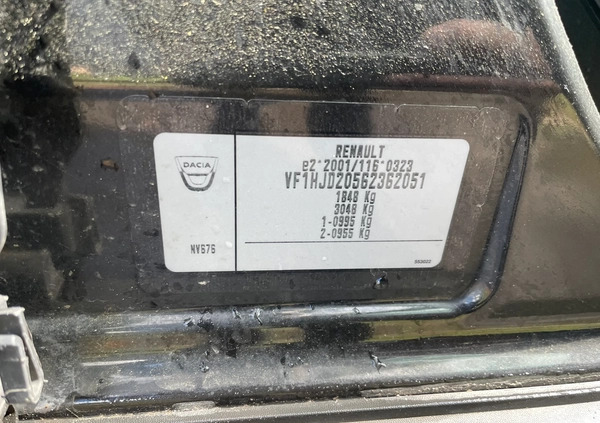 DACIA
NV676
RENAULT
e2*2001/116*0323
VF1HJD20562362051
1848 Kg
3048 Kg
1-0995 Kg
2-0955 Kg